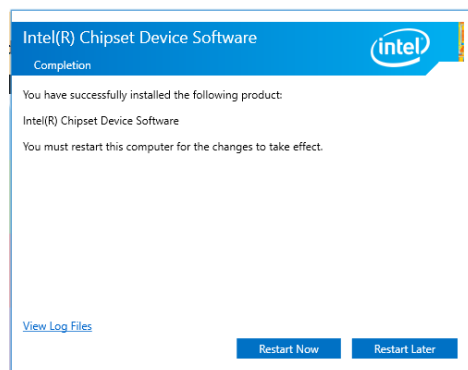 Intel(R) Chipset Device Software
intel
Completion
You have successfully installed the following product:
Intel(R) Chipset Device Software
You must restart this computer for the changes to take effect.
View Log Files
Restart Now
Restart Later